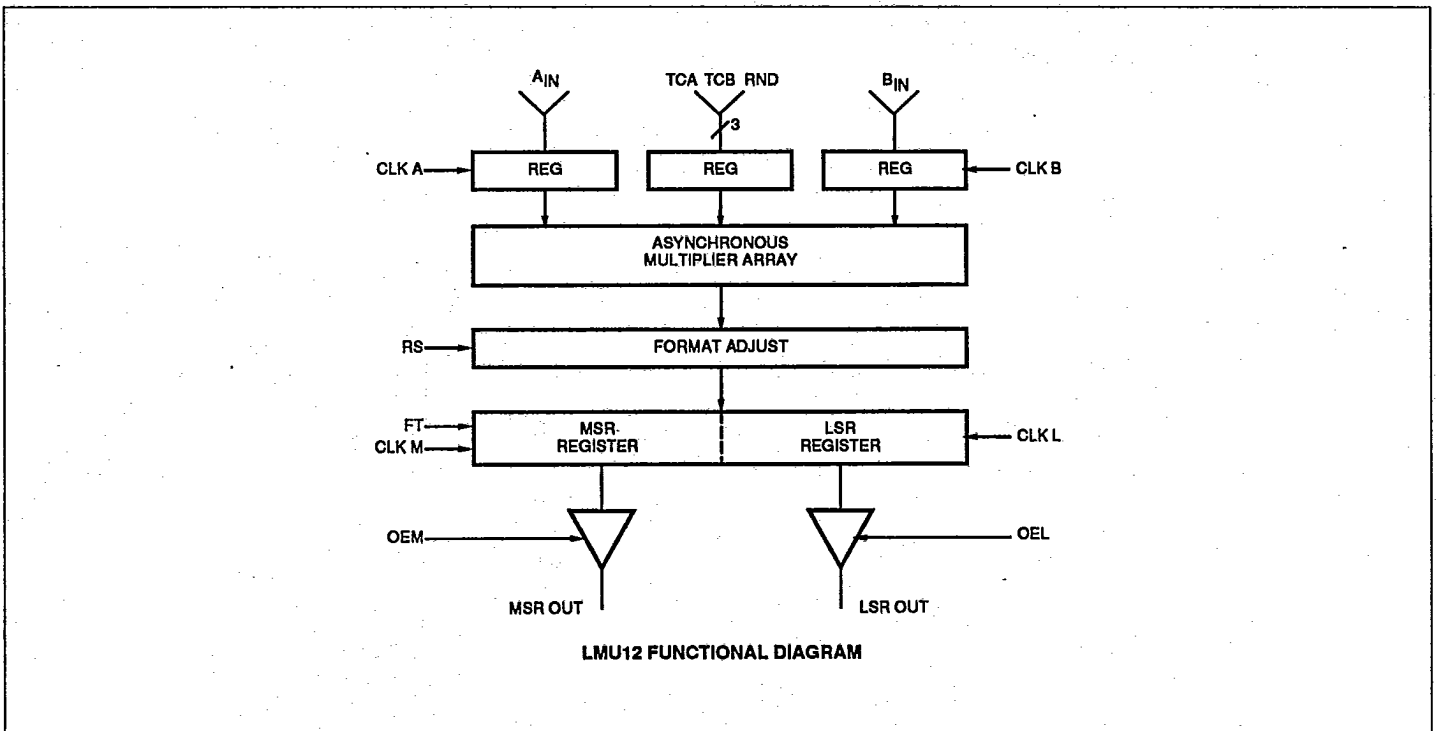 AIN TCA TCB RND BIN
3
CLK A REG REG REG CLK B
ASYNCHRONOUS
MULTIPLIER ARRAY
RS FORMAT ADJUST
FT
CLK M
MSR
REGISTER
LSR
REGISTER
CLK L
OEM OEL
MSR OUT LSR OUT
LMU12 FUNCTIONAL DIAGRAM